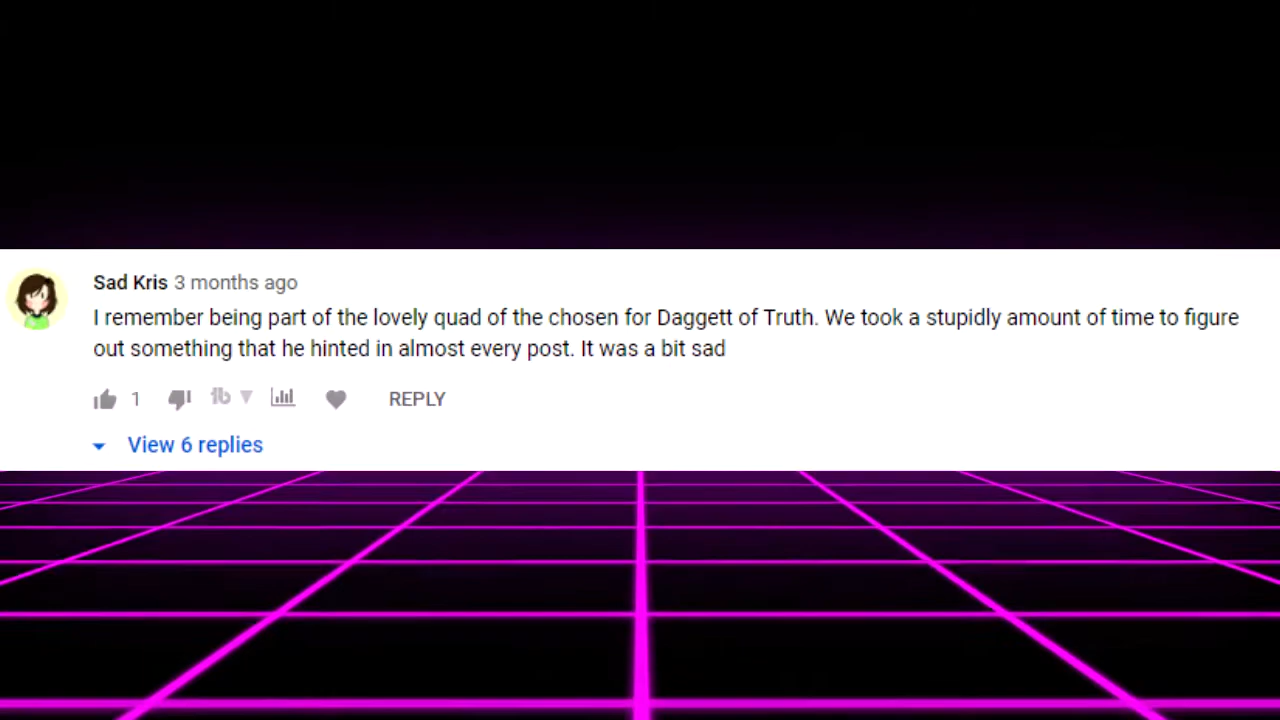 Sad Kris 3 months ago
I remember being part of the lovely quad of the chosen for Daggett of Truth. We took a stupidly amount of time to figure
out something that he hinted in almost every post. It was a bit sad
1 REPLY
View 6 replies